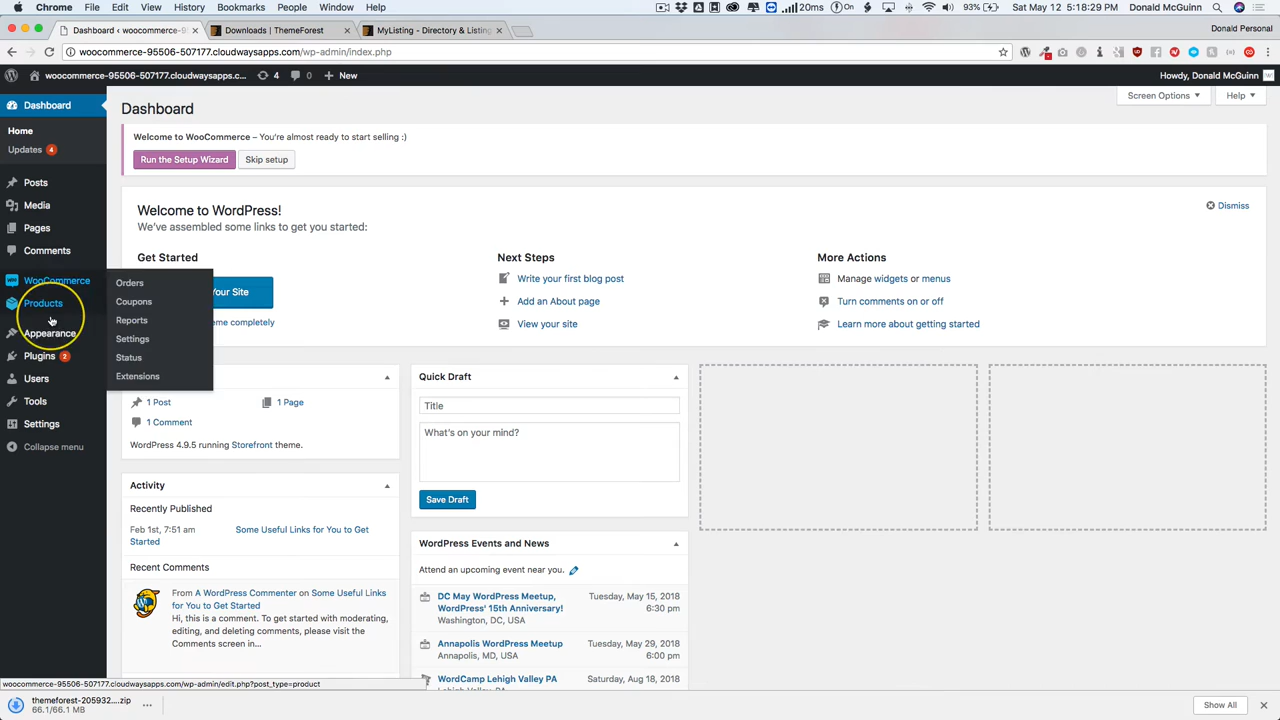 Chrome File Edit View History Bookmarks People Window Help 20ms On 93% Sat May 12 5:18:29 PM Donald McGuinn
Dashboard ‹ woocommerce-9 Downloads | ThemeForest MyListing - Directory & Listing Donald Personal
woocommerce-95506-507177.cloudwaysapps.com/wp-admin/index.php
woocommerce-95506-507177.cloudwaysapps.c... 4 0 + New Howdy, Donald McGuinn
Dashboard
Home
Updates 4
Posts
Media
Pages
Comments
WooCommerce
Products
Appearance
Plugins 2
Users
Tools
Settings
Collapse menu
Orders
Coupons
Reports
Settings
Status
Extensions
Dashboard
Screen Options Help
Welcome to WooCommerce – You're almost ready to start selling :)
Run the Setup Wizard Skip setup
Welcome to WordPress!
Dismiss
We've assembled some links to get you started:
Get Started
Your Site
eme completely
Next Steps
Write your first blog post
Add an About page
View your site
More Actions
Manage widgets or menus
Turn comments on or off
Learn more about getting started
1 Post 1 Page
1 Comment
WordPress 4.9.5 running Storefront theme.
Activity
Recently Published
Feb 1st, 7:51 am Some Useful Links for You to Get
Started
Recent Comments
From A WordPress Commenter on Some Useful Links
for You to Get Started
Hi, this is a comment. To get started with moderating,
editing, and deleting comments, please visit the
Comments screen in...
Quick Draft
Title
What's on your mind?
Save Draft
WordPress Events and News
Attend an upcoming event near you.
DC May WordPress Meetup, Tuesday, May 15, 2018
WordPress' 15th Anniversary! 6:30 pm
Washington, DC, USA
Annapolis WordPress Meetup Tuesday, May 29, 2018
Annapolis, MD, USA 6:00 pm
WordCamp Lehigh Valley PA Saturday, Aug 18, 2018
Lehigh Valley, PA
woocommerce-95506-507177.cloudwaysapps.com/wp-admin/edit.php?post_type=product
themeforest-205932....zip
66.1/66.1 MB
Show All